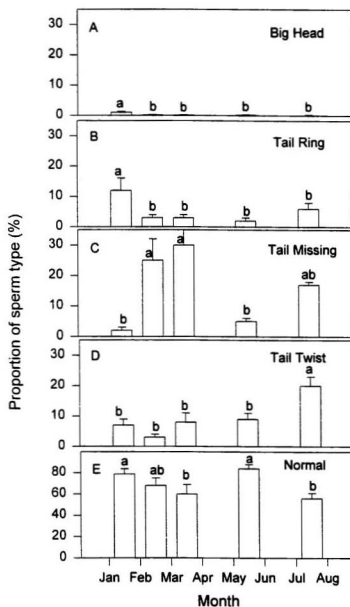 A
Big Head
30
20
10
0
a b b b b
B
Tail Ring
30
20
10
0
a b b b b
C
Tail Missing
30
20
10
0
b a a b ab
D
Tail Twist
30
20
10
0
b b b b a
E
Normal
80
60
40
20
0
a ab b a b
Jan Feb Mar Apr May Jun Jul Aug
Month
Proportion of sperm type (%)